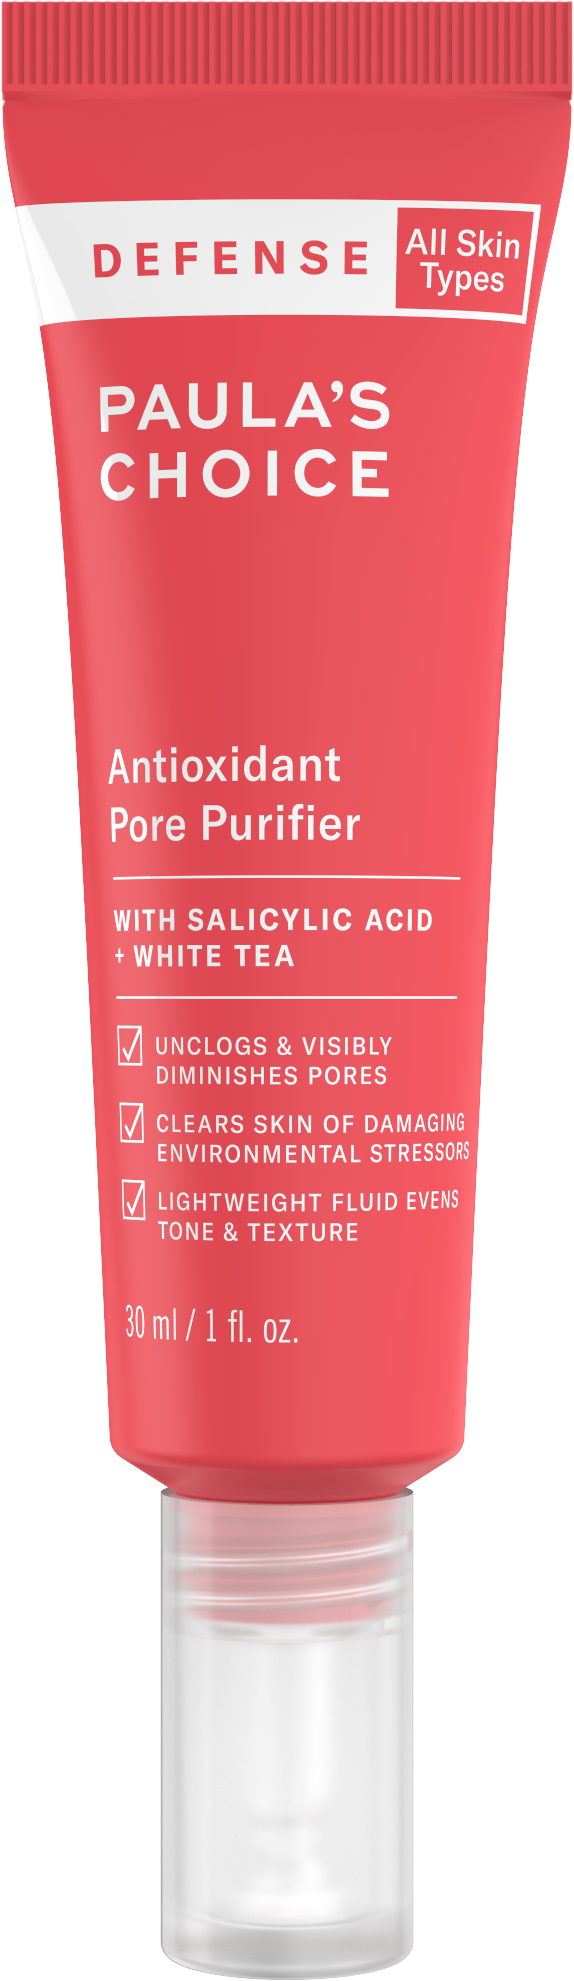 DEFENSE
All Skin
Types
PAULA'S
CHOICE
Antioxidant
Pore Purifier
WITH SALICYLIC ACID
+ WHITE TEA
☑ UNCLOGS & VISIBLY
DIMINISHES PORES
☑ CLEARS SKIN OF DAMAGING
ENVIRONMENTAL STRESSORS
☑ LIGHTWEIGHT FLUID EVENS
TONE & TEXTURE
30 ml / 1 fl. oz.